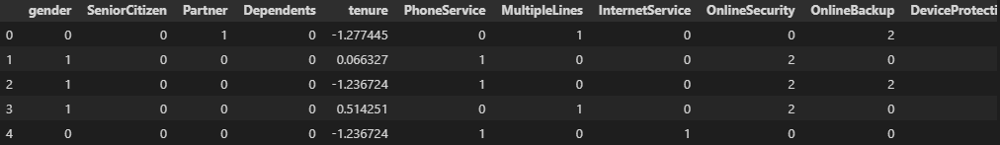 gender SeniorCitizen Partner Dependents tenure PhoneService MultipleLines InternetService OnlineSecurity OnlineBackup DeviceProtecti
0 0 0 1 0 -1.277445 0 1 0 0 2
1 1 0 0 0 0.066327 1 0 0 2 0
2 1 0 0 0 -1.236724 1 0 0 2 2
3 1 0 0 0 0.514251 0 1 0 2 0
4 0 0 0 0 -1.236724 1 0 1 0 0